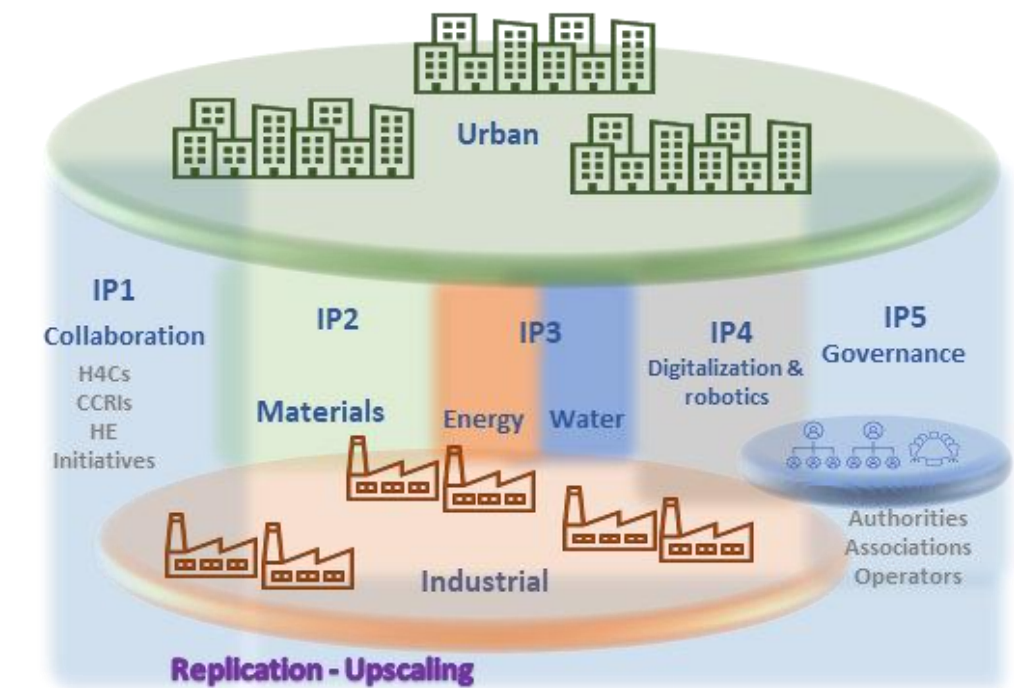 Urban
IP1
Collaboration
H4Cs
CCRIs
HE
Initiatives
IP2
Materials
IP3
Energy
Water
IP4
Digitalization &
robotics
IP5
Governance
Authorities
Associations
Operators
Industrial
Replication - Upscaling